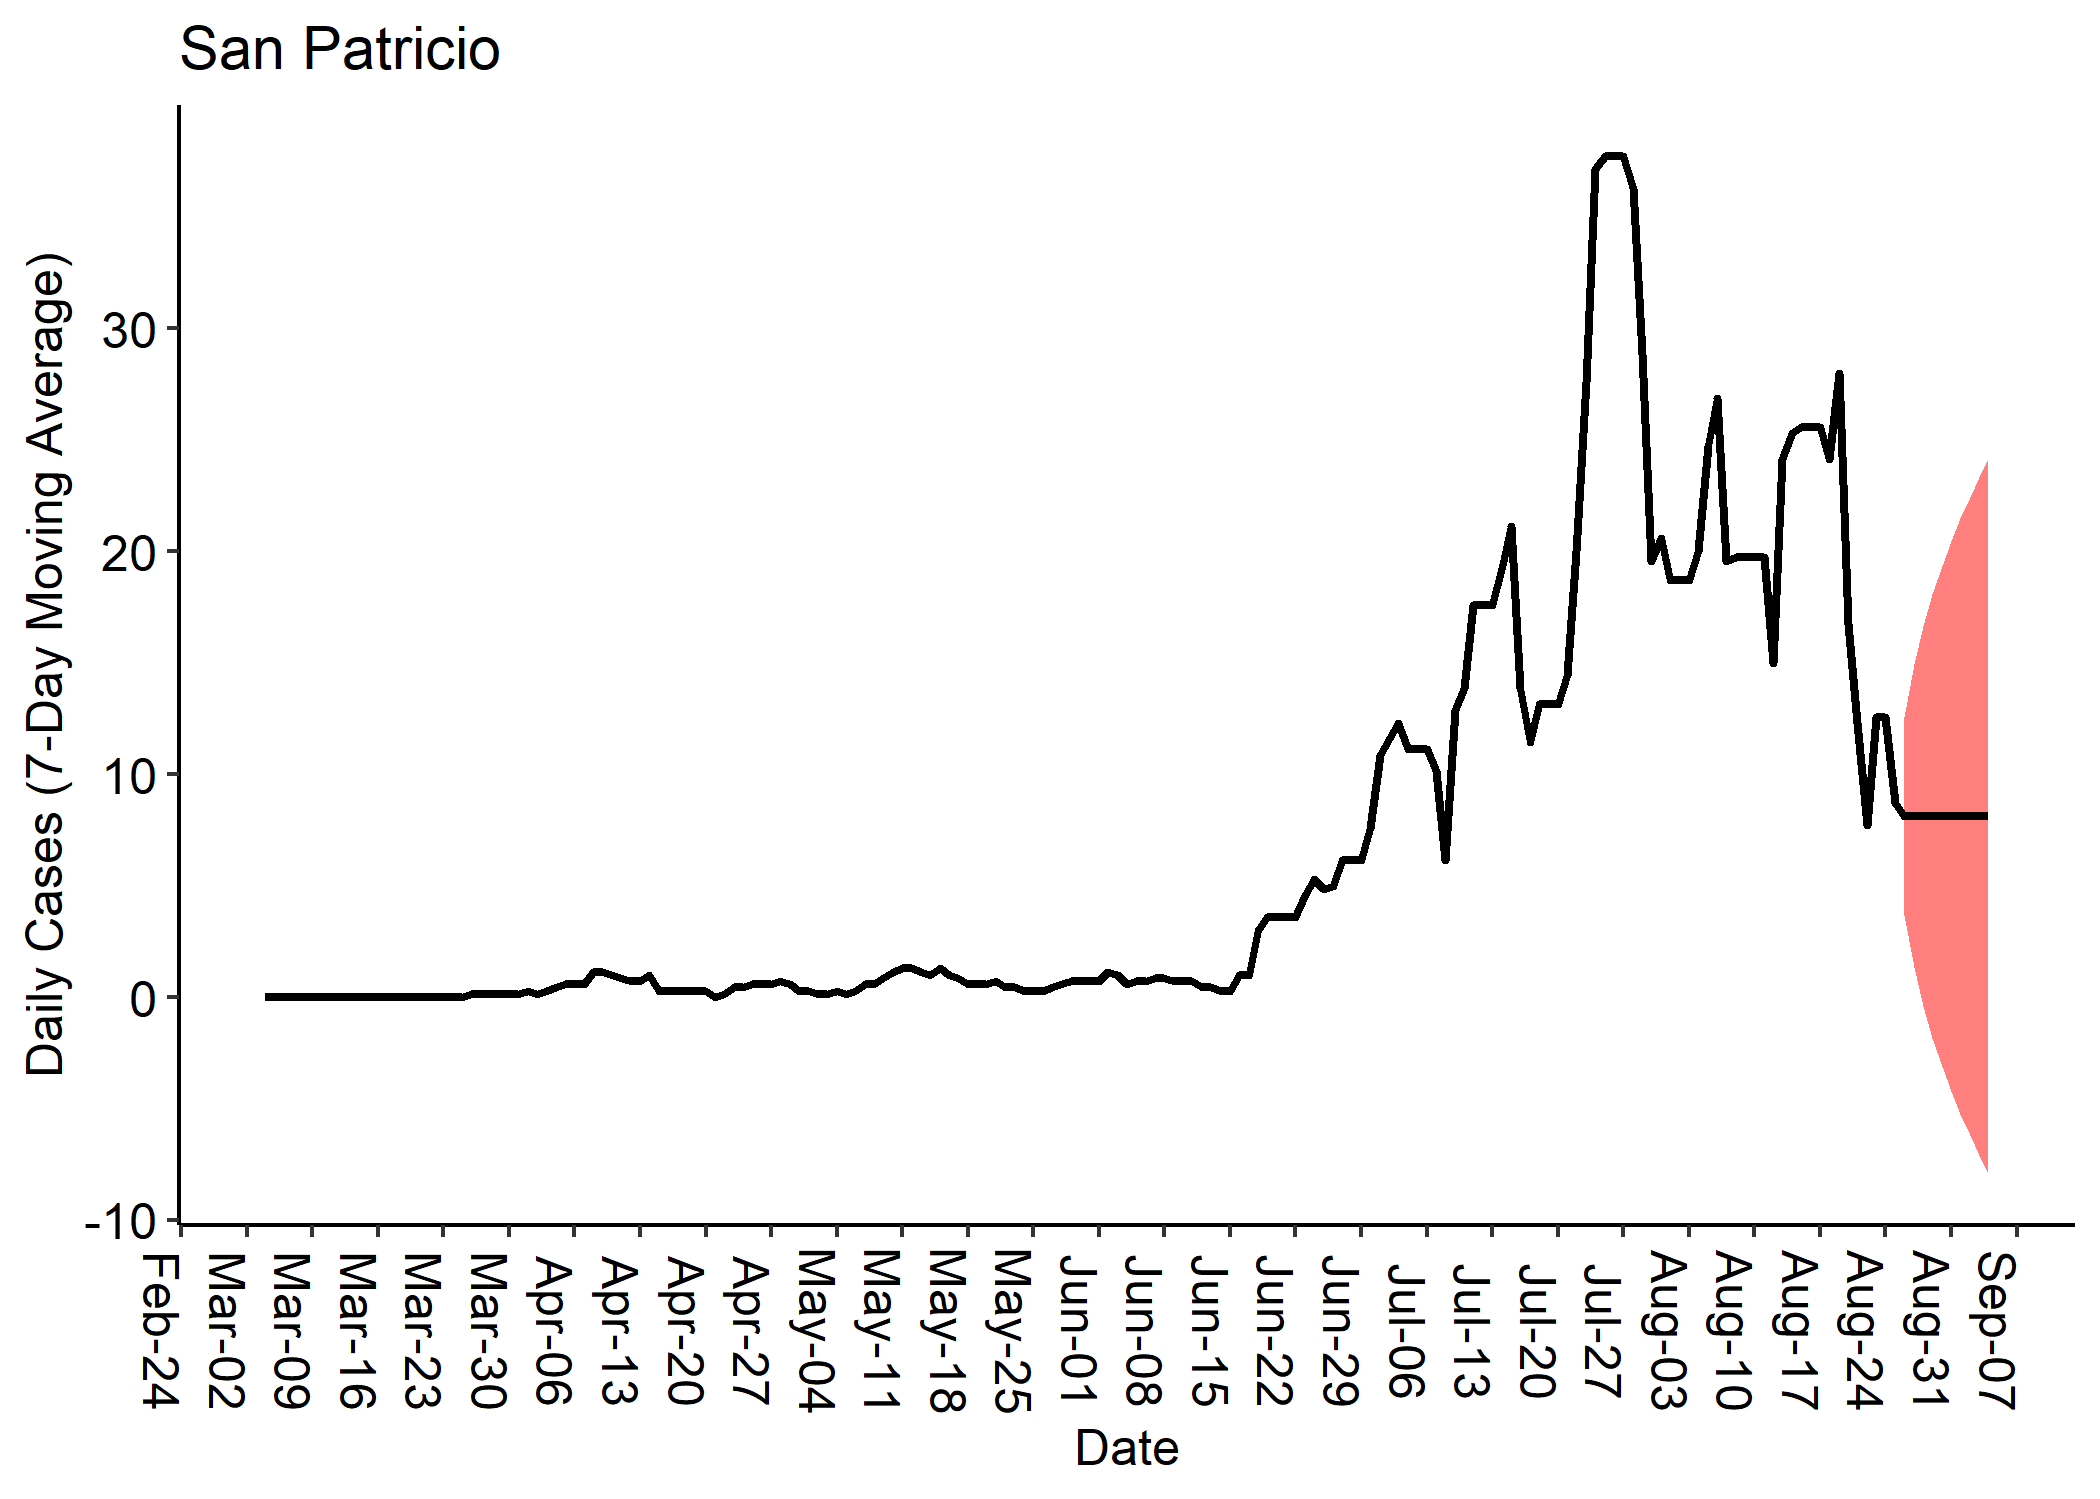 San Patricio
Daily Cases (7-Day Moving Average)
30
20
10
0
-10
Feb-24
Mar-02
Mar-09
Mar-16
Mar-23
Mar-30
Apr-06
Apr-13
Apr-20
Apr-27
May-04
May-11
May-18
May-25
Jun-01
Jun-08
Jun-15
Jun-22
Jun-29
Jul-06
Jul-13
Jul-20
Jul-27
Aug-03
Aug-10
Aug-17
Aug-24
Aug-31
Sep-07
Date